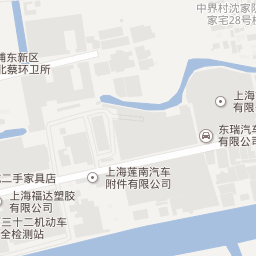 中界村沈家阴
家宅28号
浦东新区
北蔡环卫所
上海
有限
东瑞汽车
有限公司
二手家具店
上海莲南汽车
附件有限公司
上海福达塑胶
有限公司
三十二机动车
全检测站